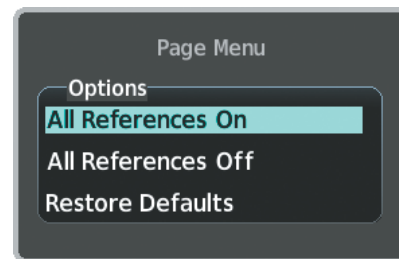 Page Menu
Options
All References On
All References Off
Restore Defaults